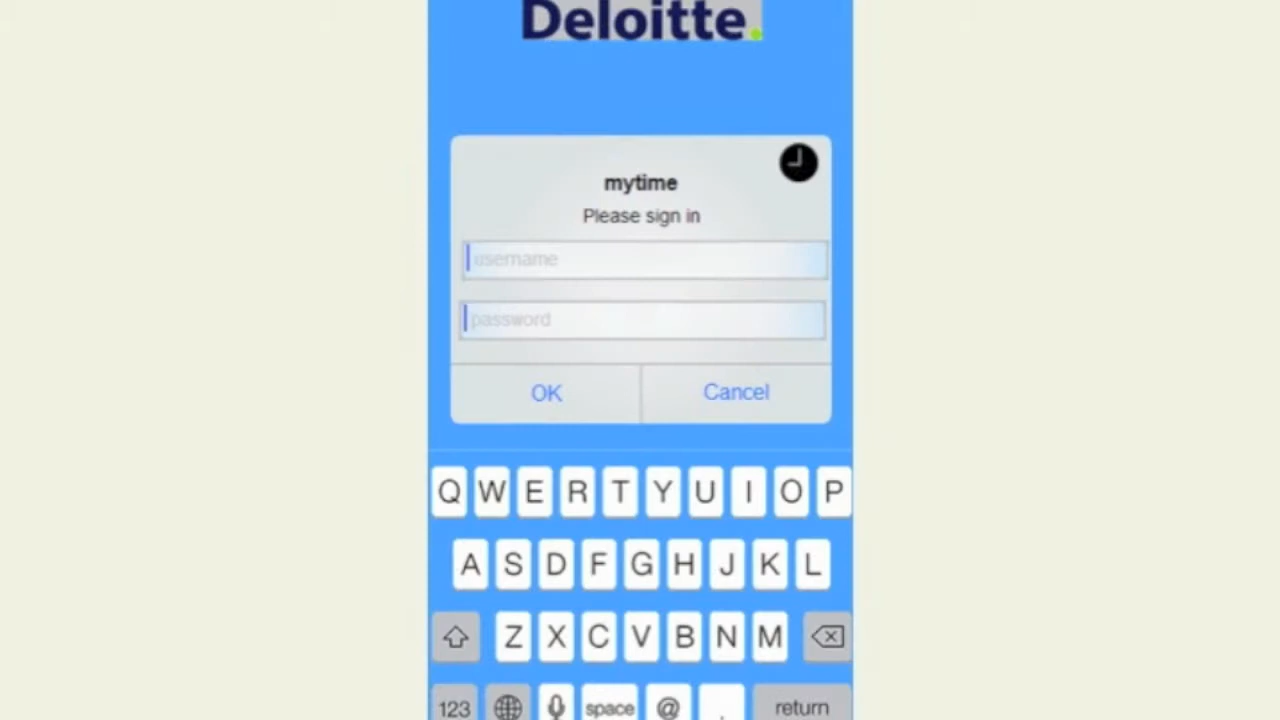 Deloitte.
mytime
Please sign in
username
password
OK Cancel
Q W E R T Y U I O P
A S D F G H J K L
Z X C V B N M
123 space @ . return